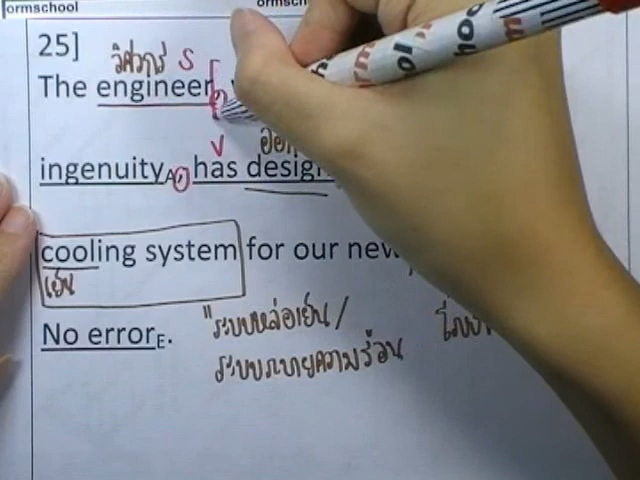 ormschool
25]
วิศวกร S
The engineer
V
ingenuity A, has design
cooling system for our new
เย็น
"ระบบหล่อเย็น /
No error E.
ระบบระบายความร้อน